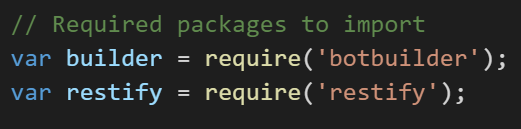 // Required packages to import
var builder = require('botbuilder');
var restify = require('restify');